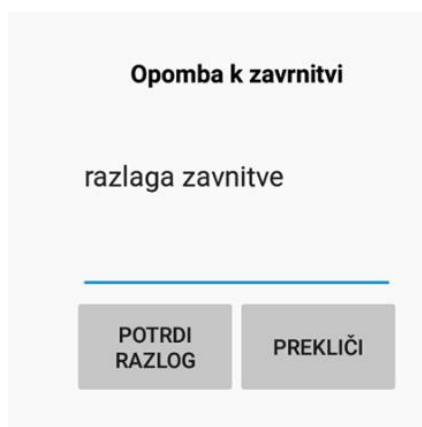 Opomba k zavrnitvi
razlaga zavnitve
POTRDI
RAZLOG
PREKLIČI